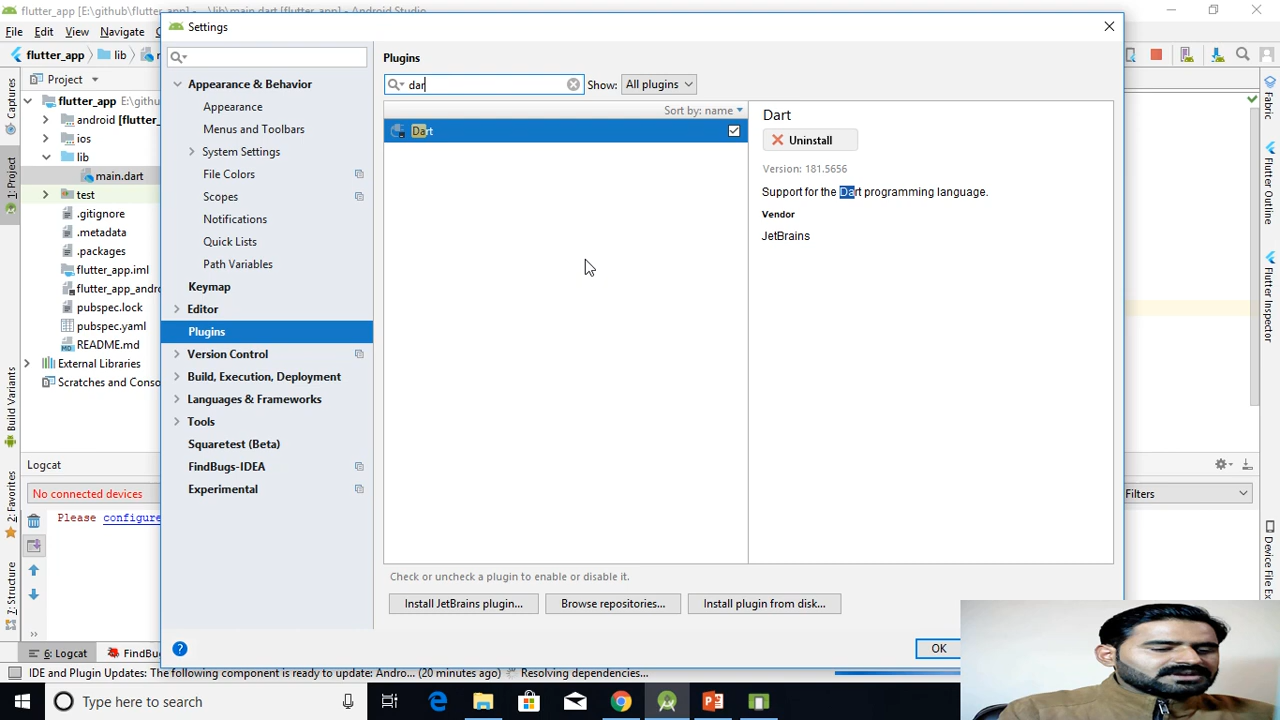 flutter_app [E:\github\flutter_app] - ...\lib\main.dart [flutter_app] - Android Studio
Settings
File Edit View Navigate
flutter_app lib
Project
flutter_app E:\github
android [flutter_
ios
lib
main.dart
test
.gitignore
.metadata
.packages
flutter_app.iml
flutter_app_andro
pubspec.lock
pubspec.yaml
README.md
External Libraries
Scratches and Conso
Captures
1: Project
Build Variants
2: Favorites
7: Structure
Appearance & Behavior
Appearance
Menus and Toolbars
System Settings
File Colors
Scopes
Notifications
Quick Lists
Path Variables
Keymap
Editor
Plugins
Version Control
Build, Execution, Deployment
Languages & Frameworks
Tools
Squaretest (Beta)
FindBugs-IDEA
Experimental
Plugins
dar
Show: All plugins
Sort by: name
Dart
Dart
Uninstall
Version: 181.5656
Support for the Dart programming language.
Vendor
JetBrains
Check or uncheck a plugin to enable or disable it.
Install JetBrains plugin... Browse repositories... Install plugin from disk...
?
OK
Fabric
Flutter Outline
Flutter Inspector
Device File Ex
Logcat
No connected devices
Filters
Please configure
6: Logcat FindBu
IDE and Plugin Updates: The following component is ready to update: Andro... (20 minutes ago) Resolving dependencies...
Type here to search